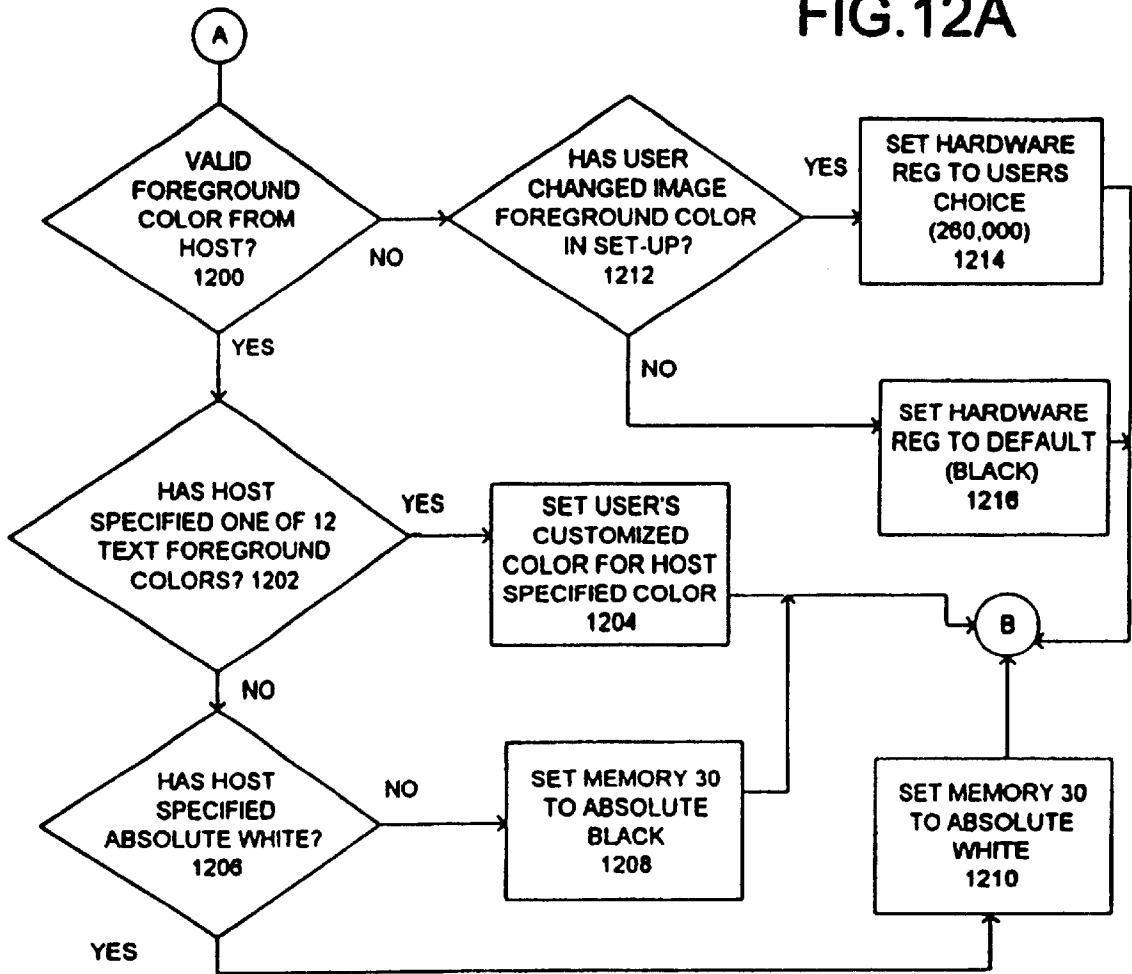 FIG.12A
A
VALID
FOREGROUND
COLOR FROM
HOST?
1200
NO
YES
HAS USER
CHANGED IMAGE
FOREGROUND COLOR
IN SET-UP?
1212
YES
NO
SET HARDWARE
REG TO USERS
CHOICE
(260,000)
1214
SET HARDWARE
REG TO DEFAULT
(BLACK)
1216
HAS HOST
SPECIFIED ONE OF 12
TEXT FOREGROUND
COLORS? 1202
YES
NO
SET USER'S
CUSTOMIZED
COLOR FOR HOST
SPECIFIED COLOR
1204
B
HAS HOST
SPECIFIED
ABSOLUTE WHITE?
1206
NO
YES
SET MEMORY 30
TO ABSOLUTE
BLACK
1208
SET MEMORY 30
TO ABSOLUTE
WHITE
1210